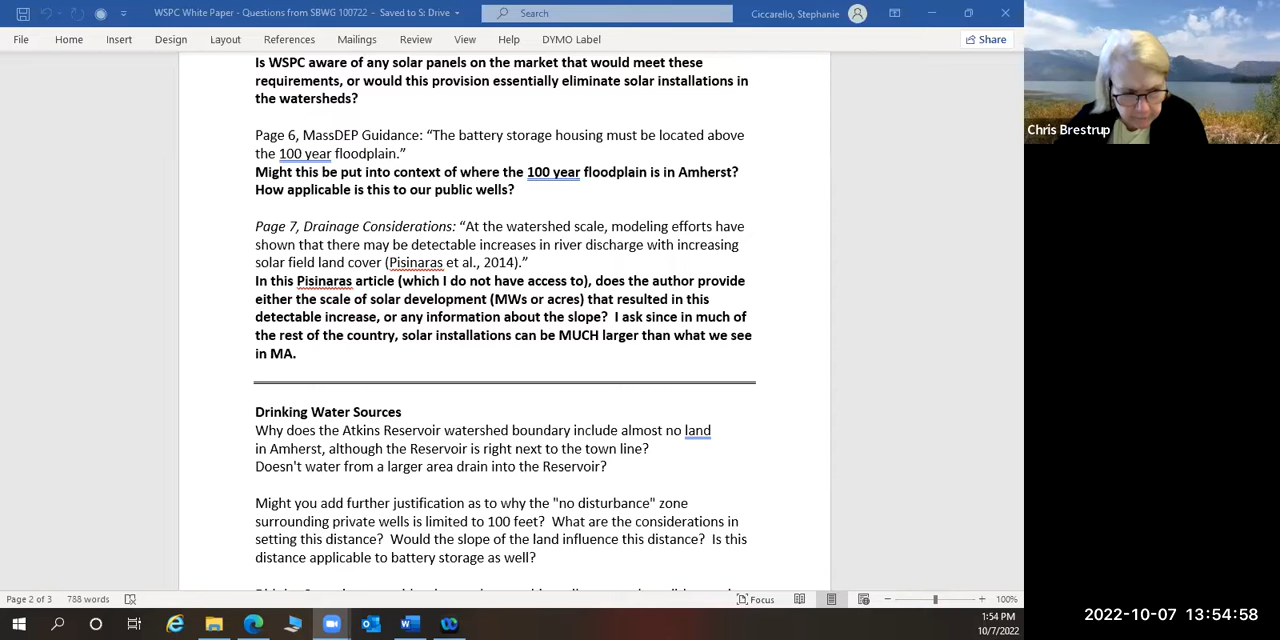 WSPC White Paper - Questions from SBWG 100722 – Saved to S: Drive
Search
Ciccarello, Stephanie
File Home Insert Design Layout References Mailings Review View Help DYMO Label
Share
Is WSPC aware of any solar panels on the market that would meet these
requirements, or would this provision essentially eliminate solar installations in
the watersheds?
Page 6, MassDEP Guidance: “The battery storage housing must be located above
the 100 year floodplain.”
Might this be put into context of where the 100 year floodplain is in Amherst?
How applicable is this to our public wells?
Page 7, Drainage Considerations: “At the watershed scale, modeling efforts have
shown that there may be detectable increases in river discharge with increasing
solar field land cover (Pisinaras et al., 2014).”
In this Pisinaras article (which I do not have access to), does the author provide
either the scale of solar development (MWs or acres) that resulted in this
detectable increase, or any information about the slope?  I ask since in much of
the rest of the country, solar installations can be MUCH larger than what we see
in MA.
Drinking Water Sources
Why does the Atkins Reservoir watershed boundary include almost no land
in Amherst, although the Reservoir is right next to the town line?
Doesn't water from a larger area drain into the Reservoir?
Might you add further justification as to why the "no disturbance" zone
surrounding private wells is limited to 100 feet?  What are the considerations in
setting this distance?  Would the slope of the land influence this distance?  Is this
distance applicable to battery storage as well?
Page 2 of 3 788 words
Focus
100%
1:54 PM
10/7/2022
Chris Brestrup
2022-10-07 13:54:58